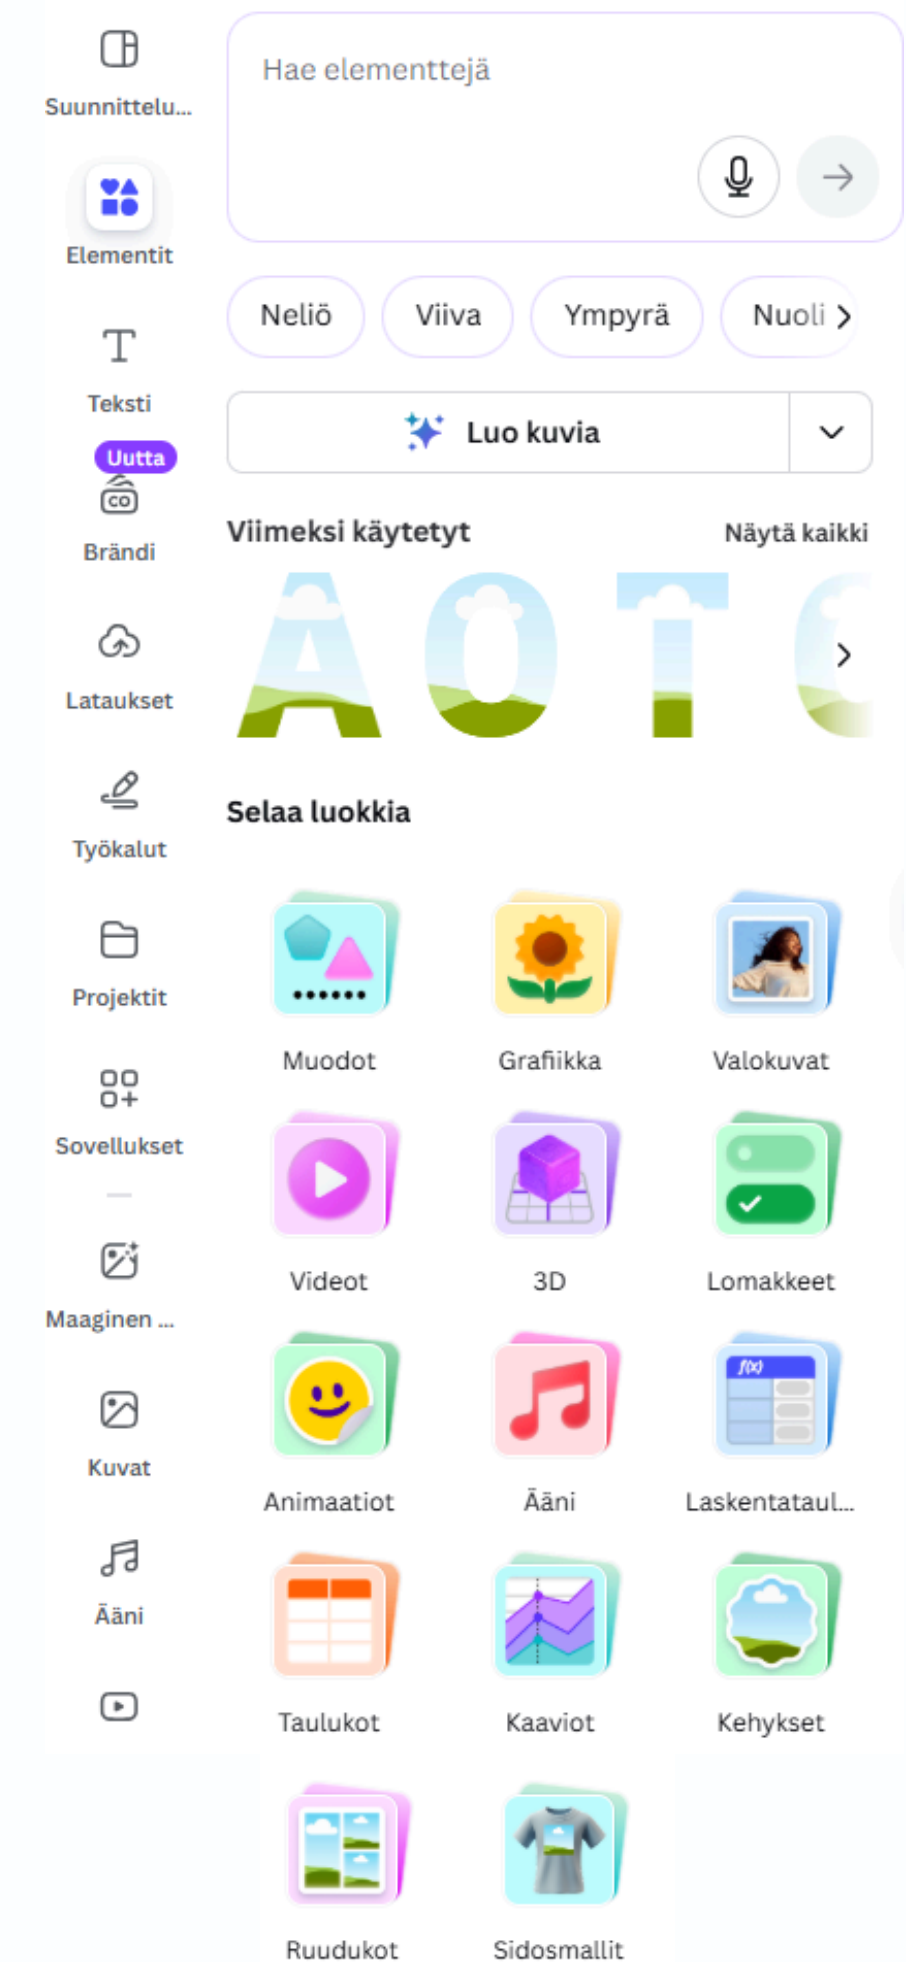 Suunnittelu...
Elementit
Teksti
Uutta
CO
Brändi
Lataukset
Työkalut
Projektit
Sovellukset
Maaginen ...
Kuvat
Ääni
Hae elementtejä
Neliö
Viiva
Ympyrä
Nuoli
Luo kuvia
Viimeksi käytetyt
Näytä kaikki
A O T
Selaa luokkia
Muodot
Grafiikka
Valokuvat
Videot
3D
Lomakkeet
f(x)
Animaatiot
Ääni
Laskentataul...
Taulukot
Kaaviot
Kehykset
Ruudukot
Sidosmallit